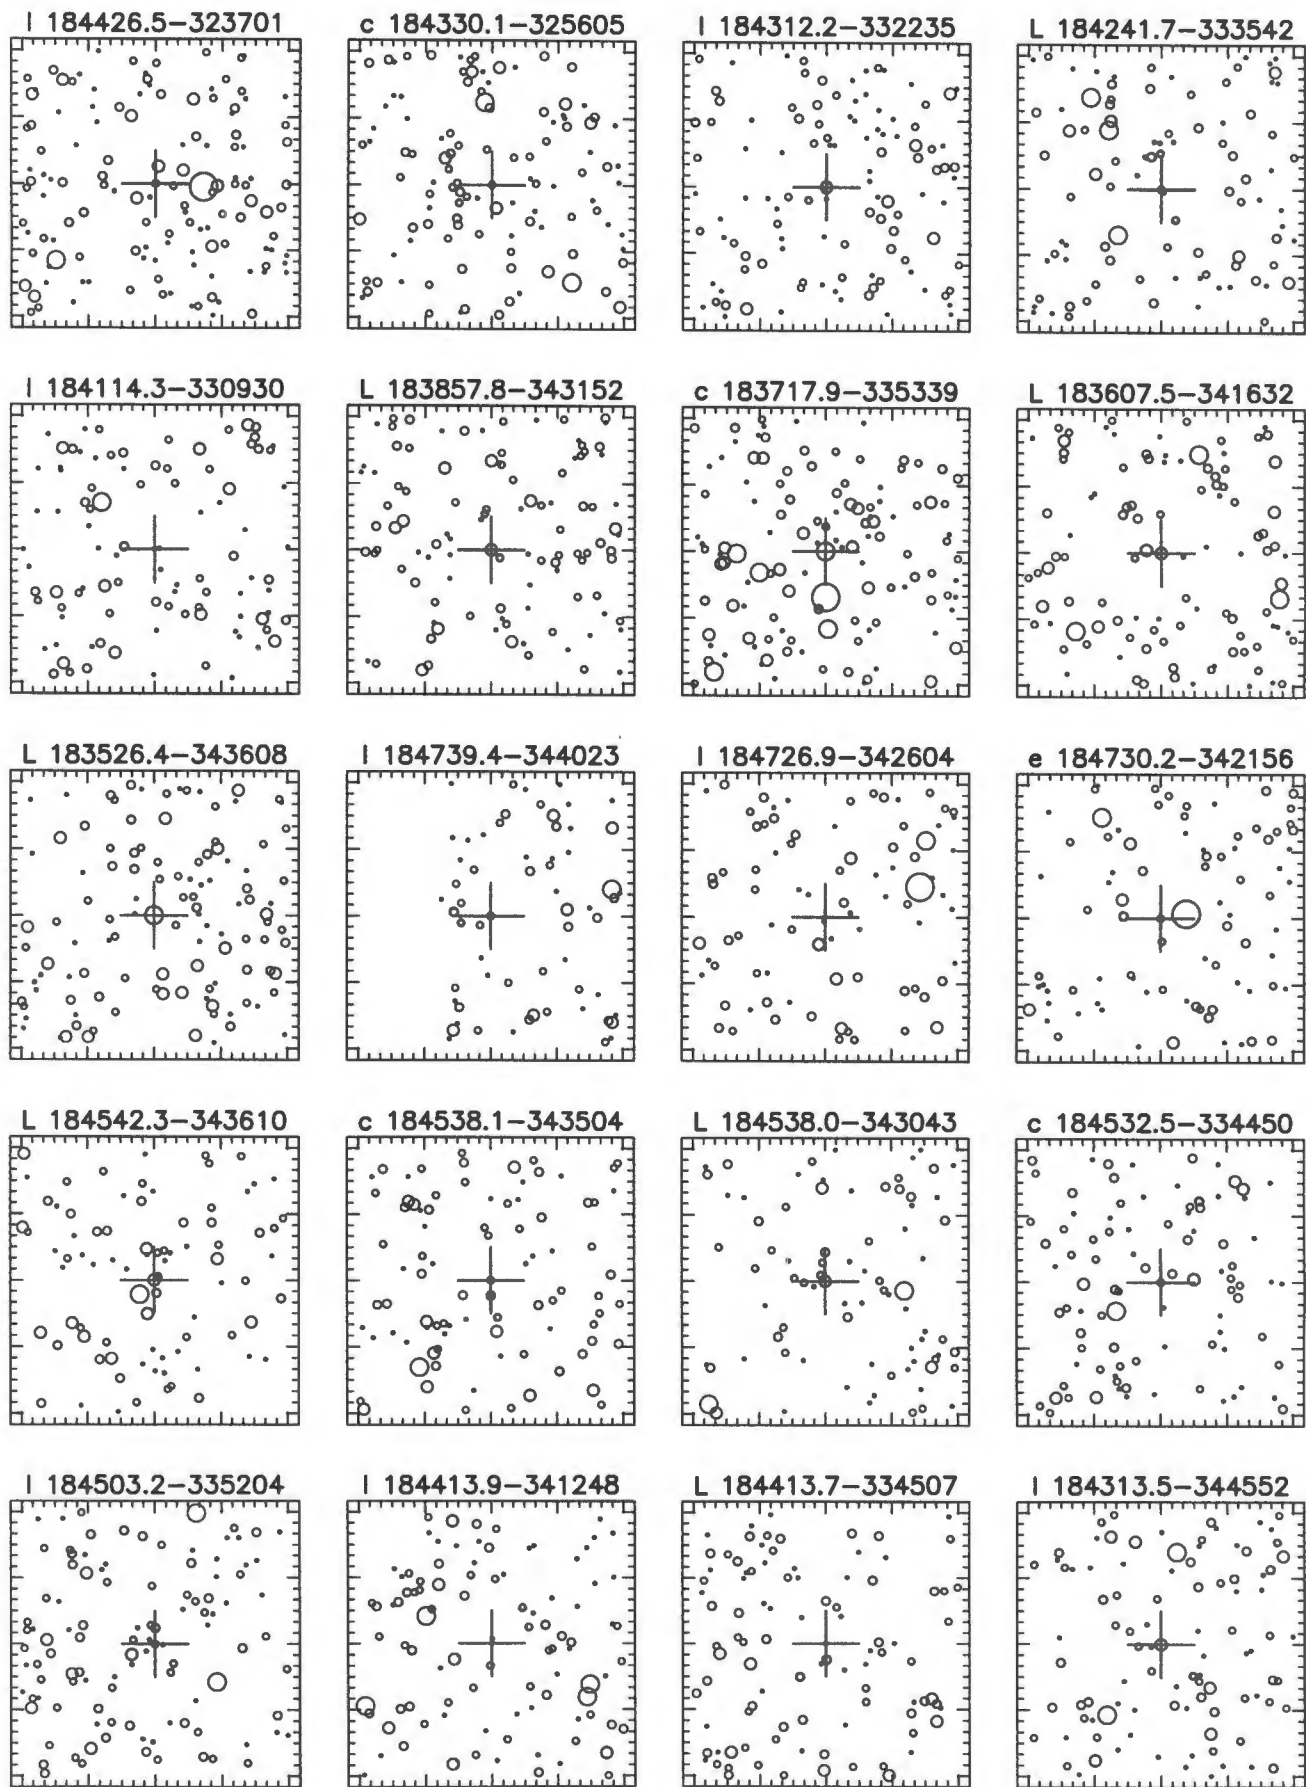 l 184426.5−323701
c 184330.1−325605
l 184312.2−332235
L 184241.7−333542
l 184114.3−330930
L 183857.8−343152
c 183717.9−335339
L 183607.5−341632
L 183526.4−343608
l 184739.4−344023
l 184726.9−342604
e 184730.2−342156
L 184542.3−343610
c 184538.1−343504
L 184538.0−343043
c 184532.5−334450
l 184503.2−335204
l 184413.9−341248
L 184413.7−334507
l 184313.5−344552